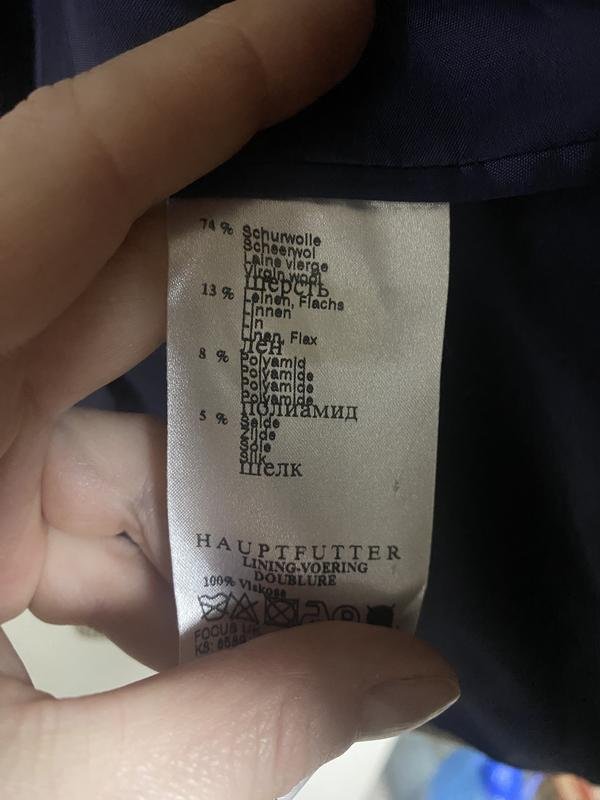 74 % Schurwolle
Scheerwol
Laine vierge
Virgin wool
шерсть
13 % Leinen, Flachs
Linnen
Lin
Linen, Flax
лен
8 % Polyamid
Polyamide
Polyamide
Polyamide
полиамид
5 % Seide
Zijde
Soie
Silk
шелк
HAUPTFUTTER
LINING-VOERING
DOUBLURE
100% Viskose
FOCUS